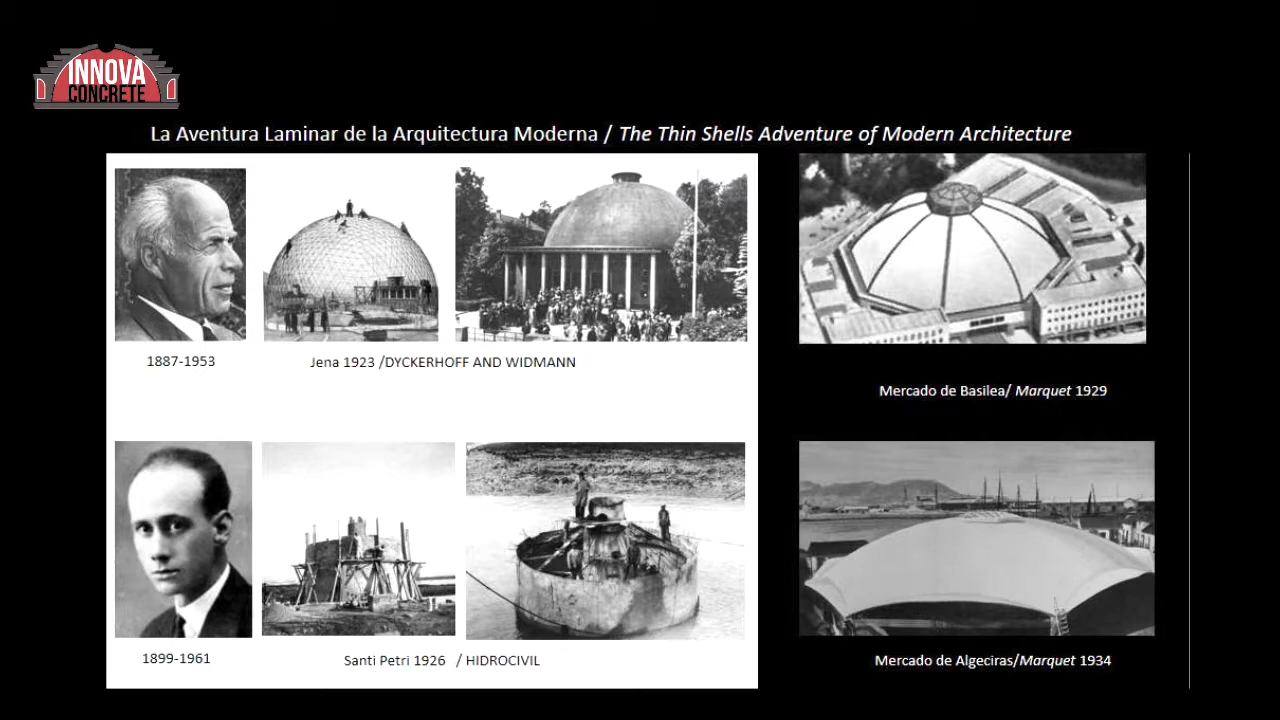 INNOVA
CONCRETE
La Aventura Laminar de la Arquitectura Moderna / The Thin Shells Adventure of Modern Architecture
1887-1953
Jena 1923 /DYCKERHOFF AND WIDMANN
Mercado de Basilea/ Marquet 1929
1899-1961
Santi Petri 1926 / HIDROCIVIL
Mercado de Algeciras/Marquet 1934